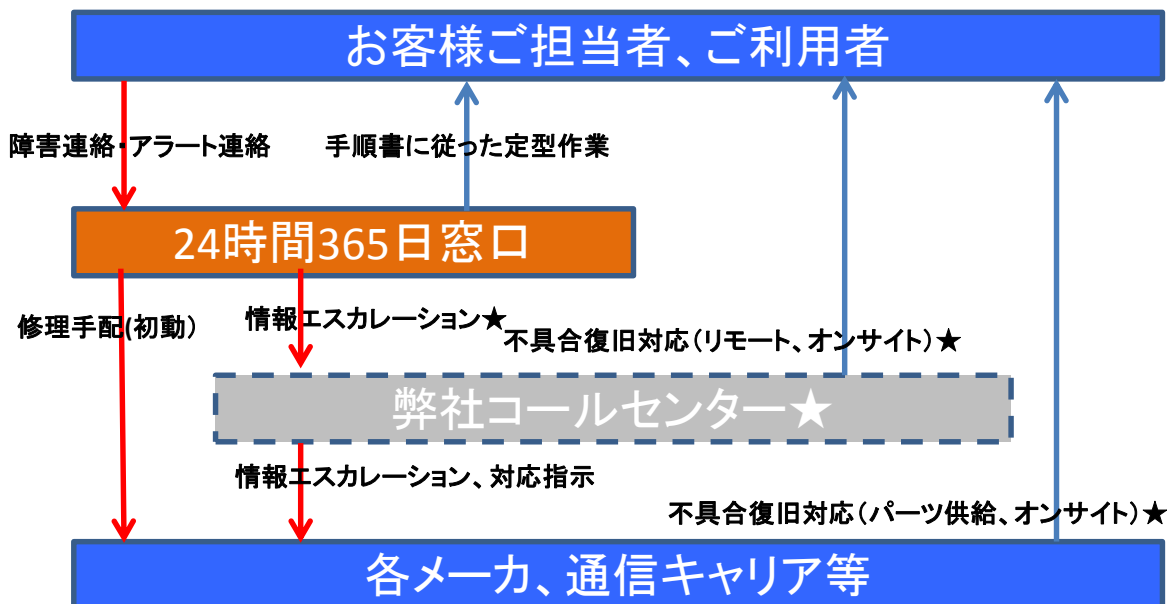 お客様ご担当者、ご利用者
障害連絡・アラート連絡
手順書に従った定型作業
24時間365日窓口
修理手配(初動）
情報エスカレーション★
不具合復旧対応（リモート、オンサイト）★
弊社コールセンター★
情報エスカレーション、対応指示
不具合復旧対応（パーツ供給、オンサイト）★
各メーカ、通信キャリア等